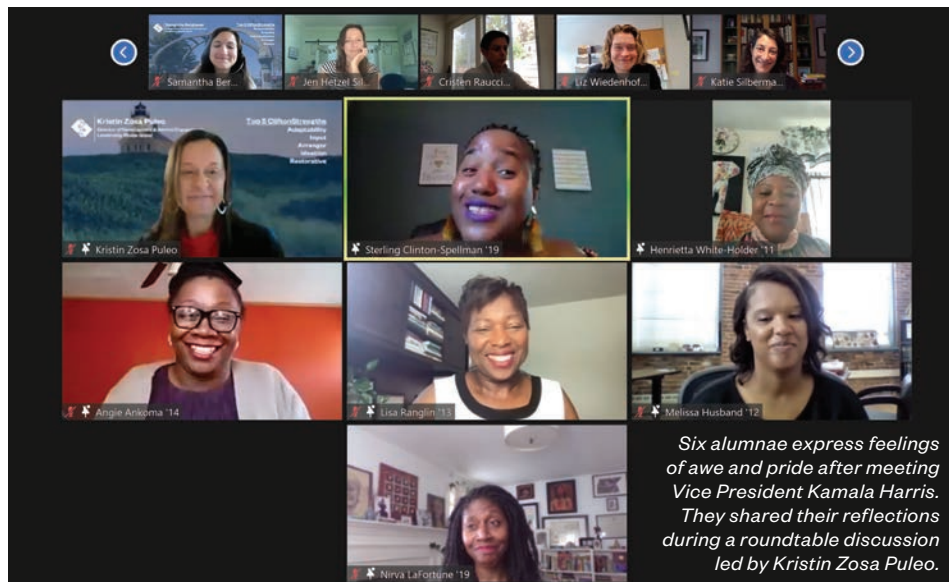 Samantha Ber...
Jen Hetzel Sil...
Cristen Raucci...
Liz Wiedenhof...
Katie Silberma...
Kristin Zosa Puleo
Leadership Rhode Island
Top 5 CliftonStrengths
Adaptability
Input
Arranger
Ideation
Restorative
Kristin Zosa Puleo
Sterling Clinton-Spellman '19
Henrietta White-Holder '11
Angie Ankoma '14
Lisa Ranglin '13
Melissa Husband '12
Nirva LaFortune '19
Six alumnae express feelings
of awe and pride after meeting
Vice President Kamala Harris.
They shared their reflections
during a roundtable discussion
led by Kristin Zosa Puleo.